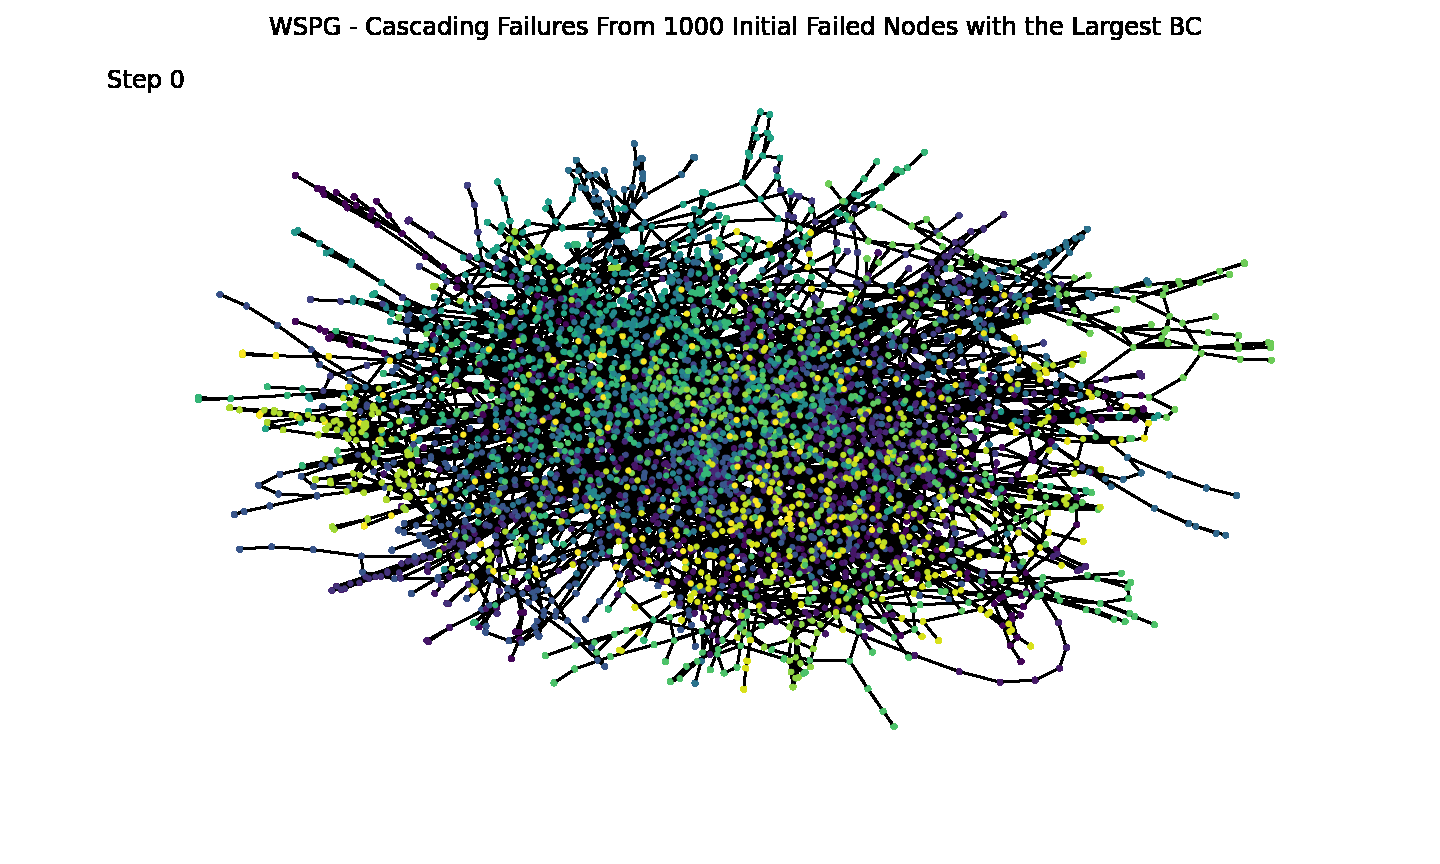 WSPG - Cascading Failures From 1000 Initial Failed Nodes with the Largest BC
Step 0